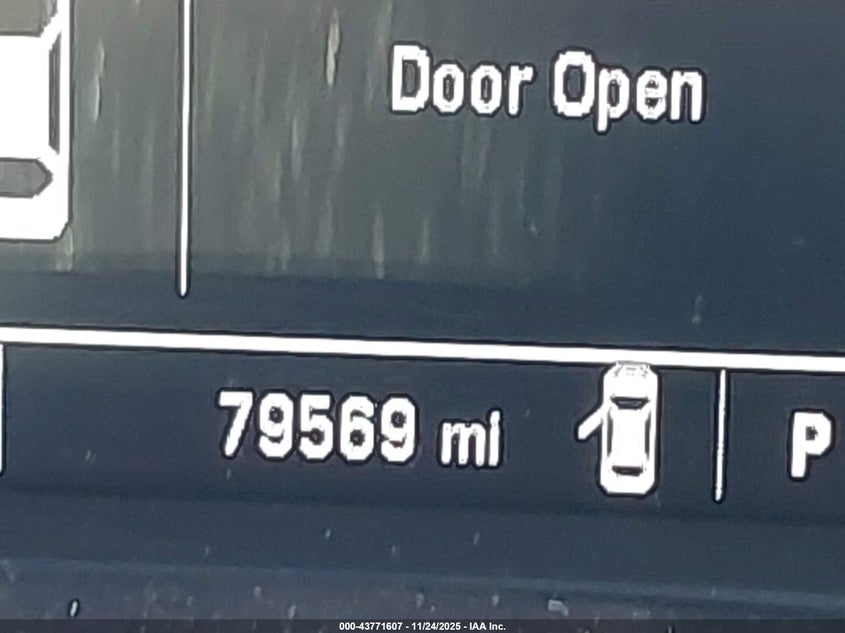 Door Open
79569 mi
P
000-43771607 - 11/24/2025 - IAA Inc.